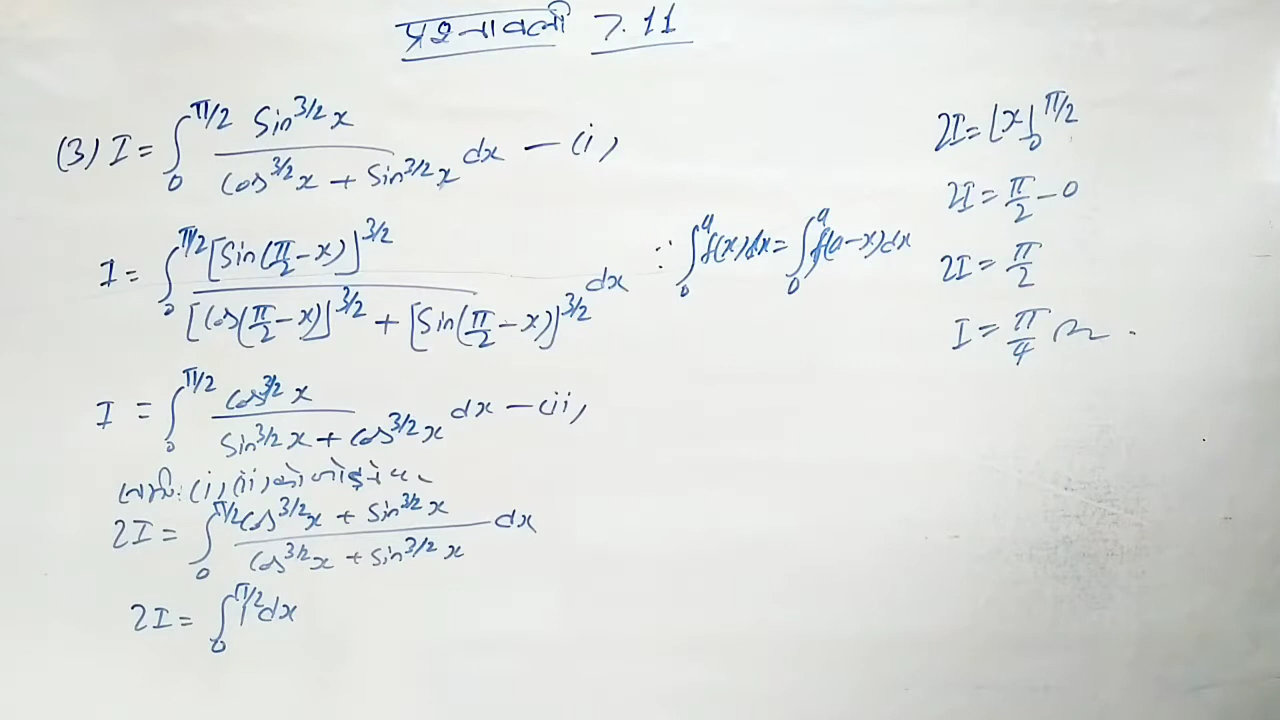 प्रश्नावली 7.11
(3) I = ∫₀^π/2 Sin^3/2 x / (Cos^3/2 x + Sin^3/2 x) dx — (i)
I = ∫₀^π/2 [Sin(π/2 - x)]^3/2 / ([Cos(π/2 - x)]^3/2 + [Sin(π/2 - x)]^3/2) dx ∵ ∫₀^a f(x)dx = ∫₀^a f(a-x)dx
I = ∫₀^π/2 Cos^3/2 x / (Sin^3/2 x + Cos^3/2 x) dx — (ii)
(i), (ii) को जोड़ने पर
2I = ∫₀^π/2 (Cos^3/2 x + Sin^3/2 x) / (Cos^3/2 x + Sin^3/2 x) dx
2I = ∫₀^π/2 1 dx
2I = [x]₀^π/2
2I = π/2 - 0
2I = π/2
I = π/4